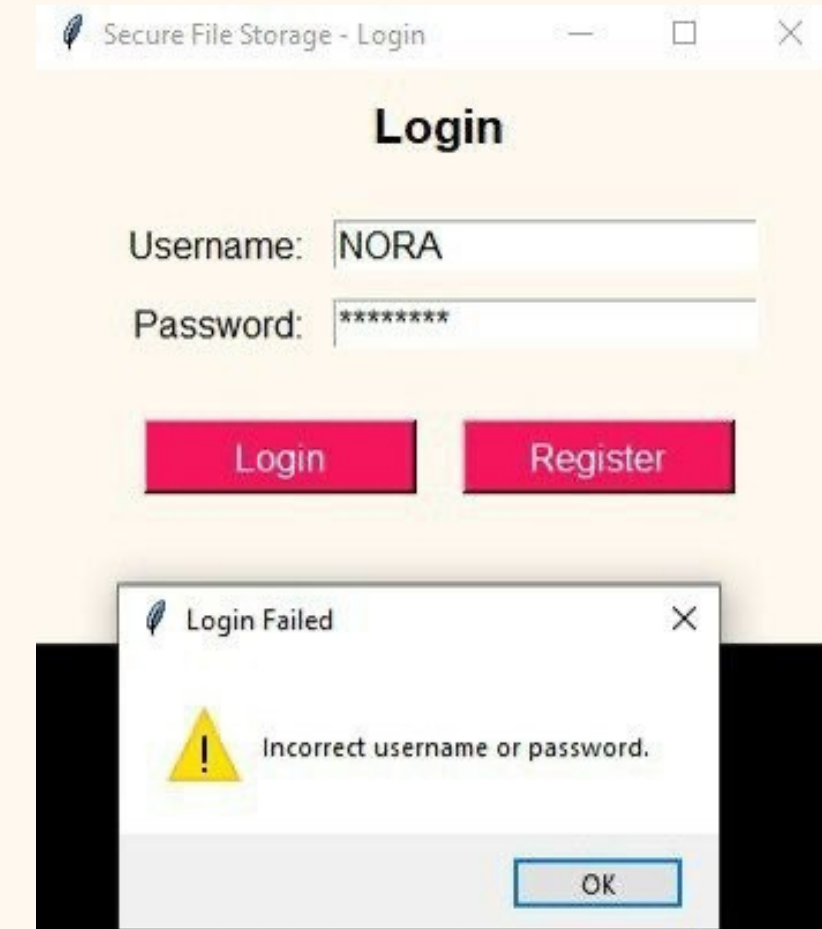 Secure File Storage - Login
Login
Username: NORA
Password: ********
Login Register
Login Failed
Incorrect username or password.
OK